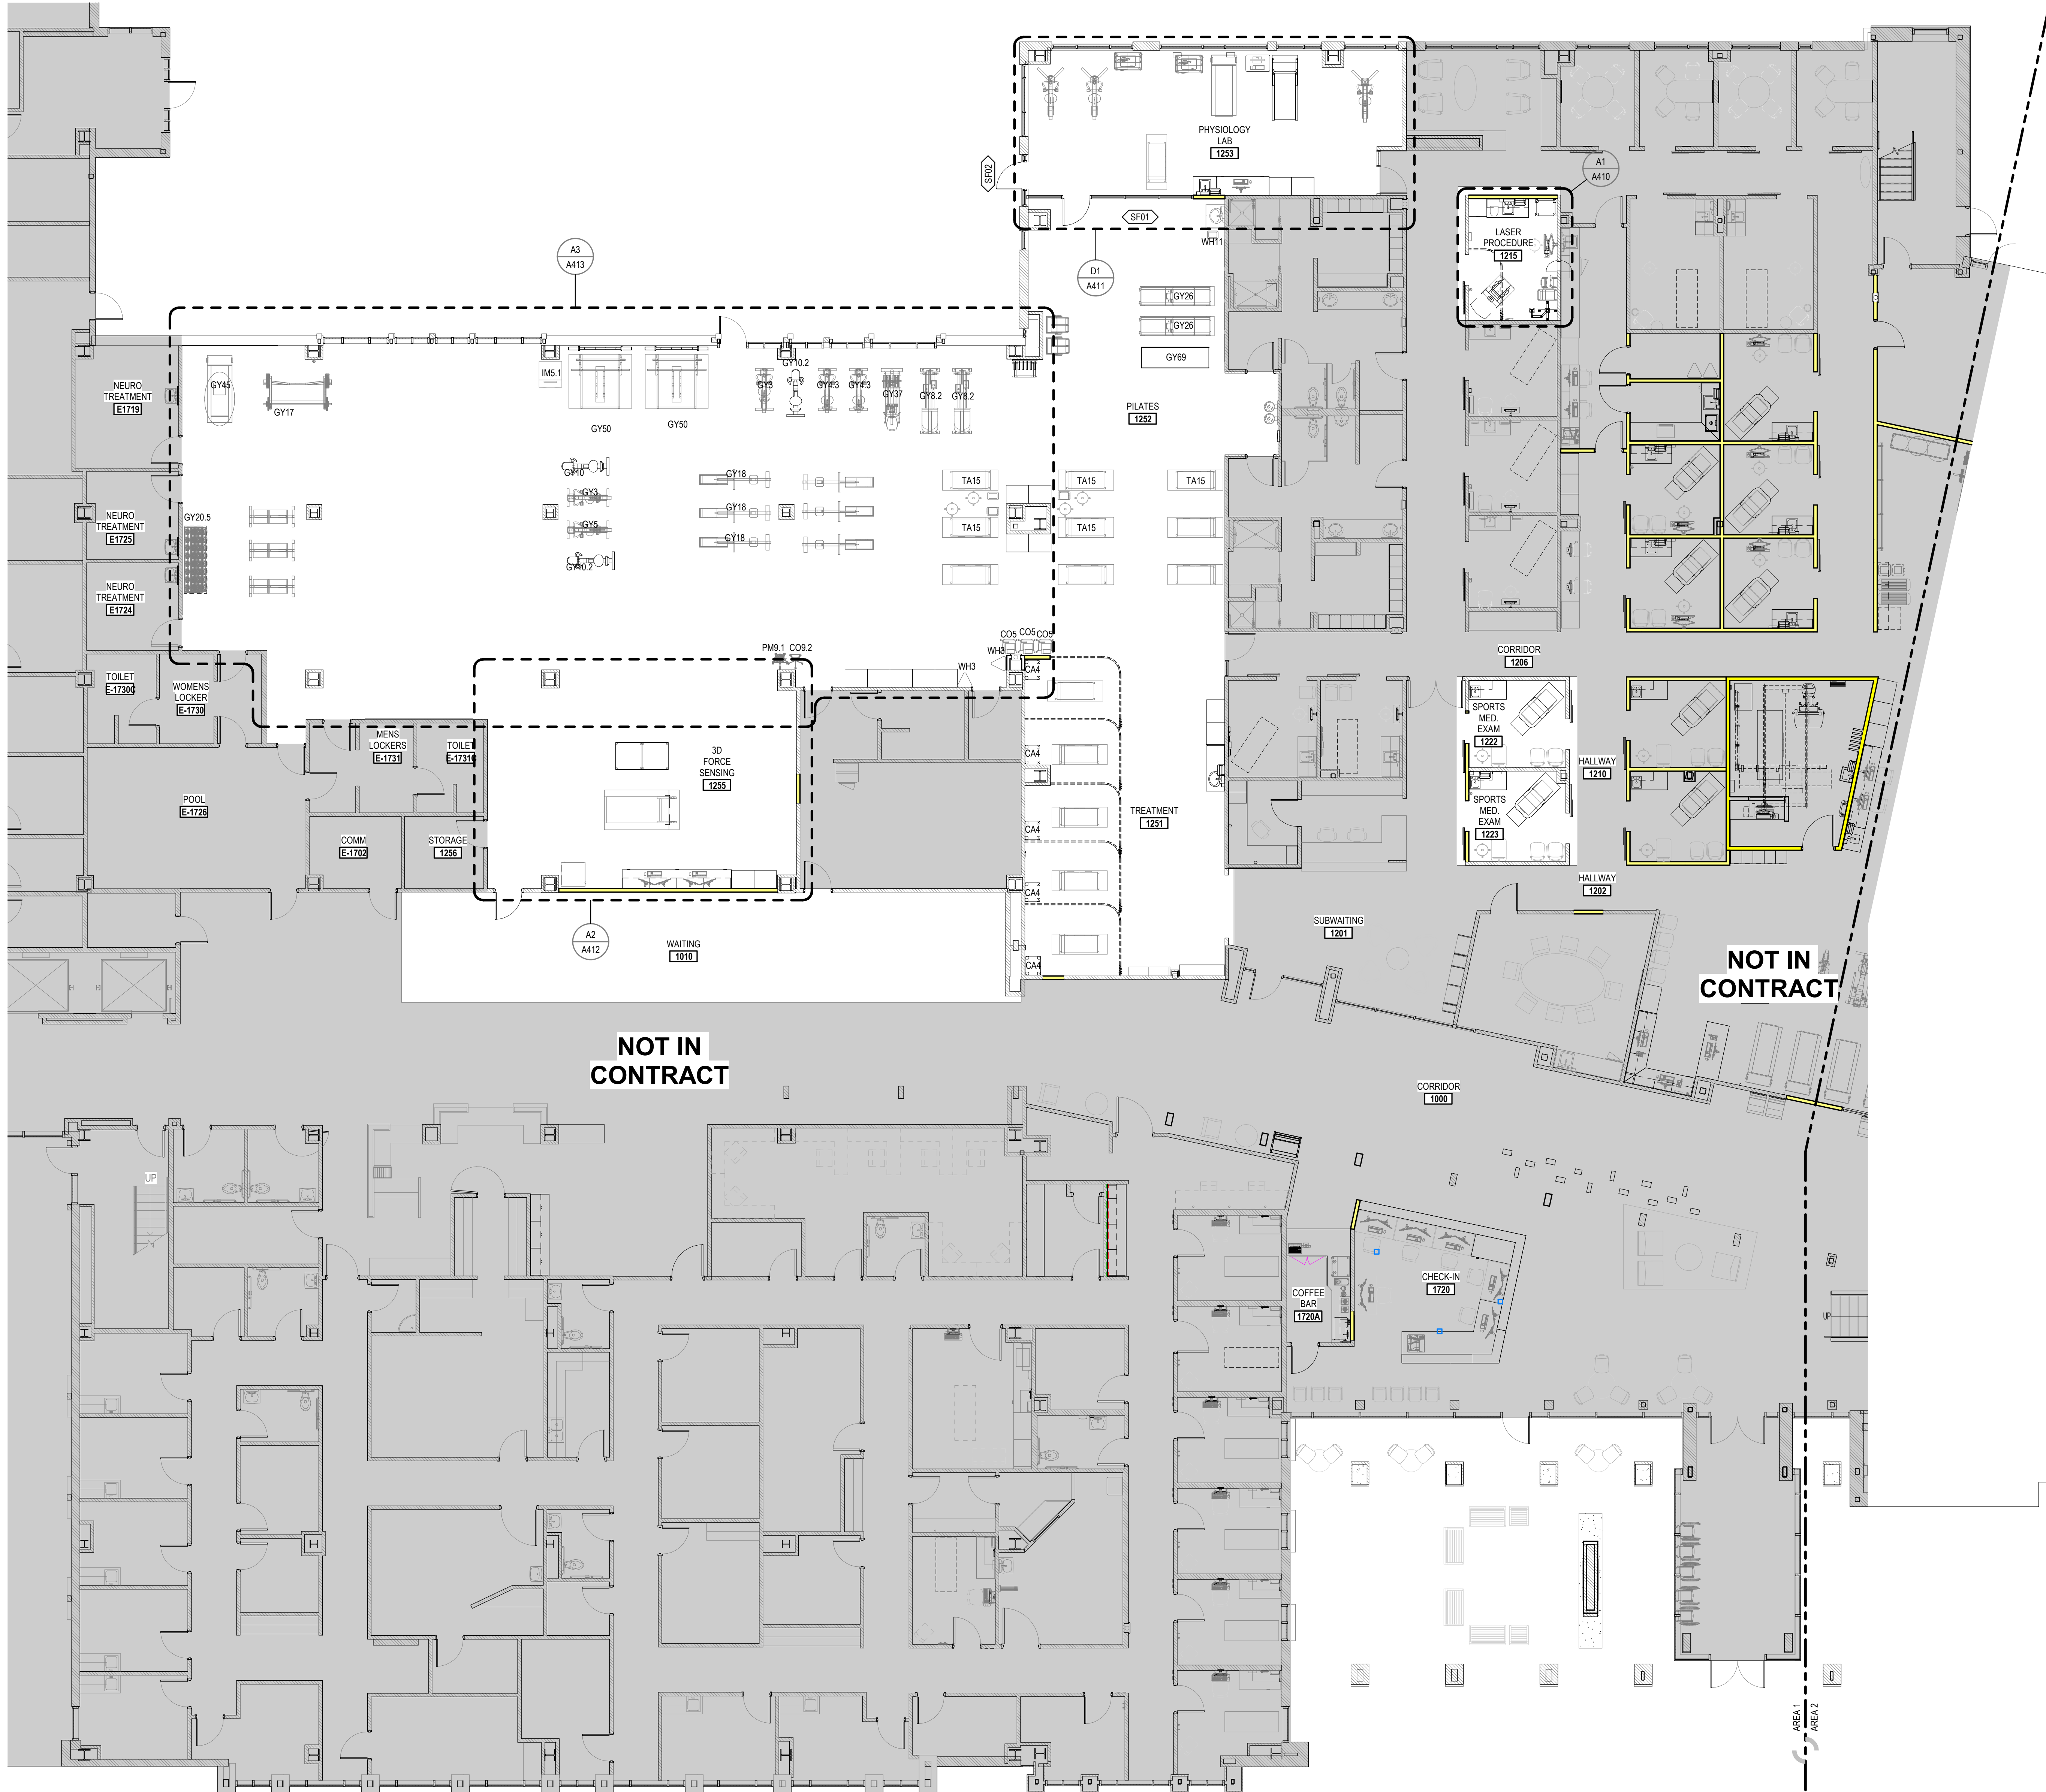 PHYSIOLOGY
LAB
1253
SF02
SF01
WH11
A1
A410
LASER
PROCEDURE
1215
A3
A413
D1
A411
GY26
GY26
GY69
PILATES
1252
NEURO
TREATMENT
E1719
GY45
GY17
IM5.1
GY50
GY50
GY3
GY10.2
GY4.3
GY4.3
GY37
GY8.2
GY8.2
GY10
GY3
GY5
GY10.2
GY18
GY18
GY18
TA15
TA15
TA15
TA15
TA15
TA15
NEURO
TREATMENT
E1725
GY20.5
NEURO
TREATMENT
E1724
TOILET
E-1730C
WOMENS
LOCKER
E-1730
PM9.1
CO9.2
CO5
CO5
CO5
WH3
WH3
CA4
CA4
CA4
CA4
CA4
MENS
LOCKERS
E-1731
TOILET
E-1731C
3D
FORCE
SENSING
1255
POOL
E-1726
COMM
E-1702
STORAGE
1256
TREATMENT
1251
CORRIDOR
1206
SPORTS
MED.
EXAM
1222
SPORTS
MED.
EXAM
1223
HALLWAY
1210
HALLWAY
1202
SUBWAITING
1201
A2
A412
WAITING
1010
NOT IN
CONTRACT
NOT IN
CONTRACT
CORRIDOR
1000
UP
COFFEE
BAR
1720A
CHECK-IN
1720
UP
AREA 1
AREA 2